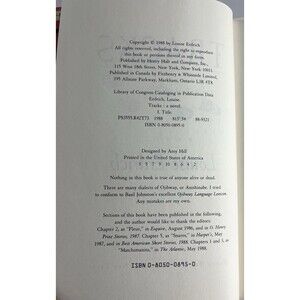 Copyright © 1988 by Louise Erdrich
All rights reserved, including the right to reproduce
this book or portions thereof in any form.
Published by Henry Holt and Company, Inc.,
115 West 18th Street, New York, New York 10011.
Published in Canada by Fitzhenry & Whiteside Limited,
195 Allstate Parkway, Markham, Ontario L3R 4T8.
Library of Congress Cataloging in Publication Data
Erdrich, Louise.
Tracks : a novel.
I. Title.
PS3555.R42T73 1988 813'.54 88-9321
ISBN 0-8050-0895-0
Designed by Amy Hill
Printed in the United States of America
3 5 7 9 10 8 6 4 2
Nothing in this book is true of anyone alive or dead.
There are many dialects of Ojibway, or Anishinabe. I tried
to conform to Basil Johnston's excellent Ojibway Language Lexicon.
Any mistakes are my own.
Sections of this book have been published in the following,
and the author would like to thank the editors:
Chapter 2, as "Fleur," in Esquire, August 1986, and in O. Henry
Prize Stories, 1987. Chapter 5, as "Snares," in Harper's, May
1987, and in Best American Short Stories, 1988. Chapters 1 and
as "Matchimanito," in The Atlantic, May 1988.
ISBN 0-8050-0895-0